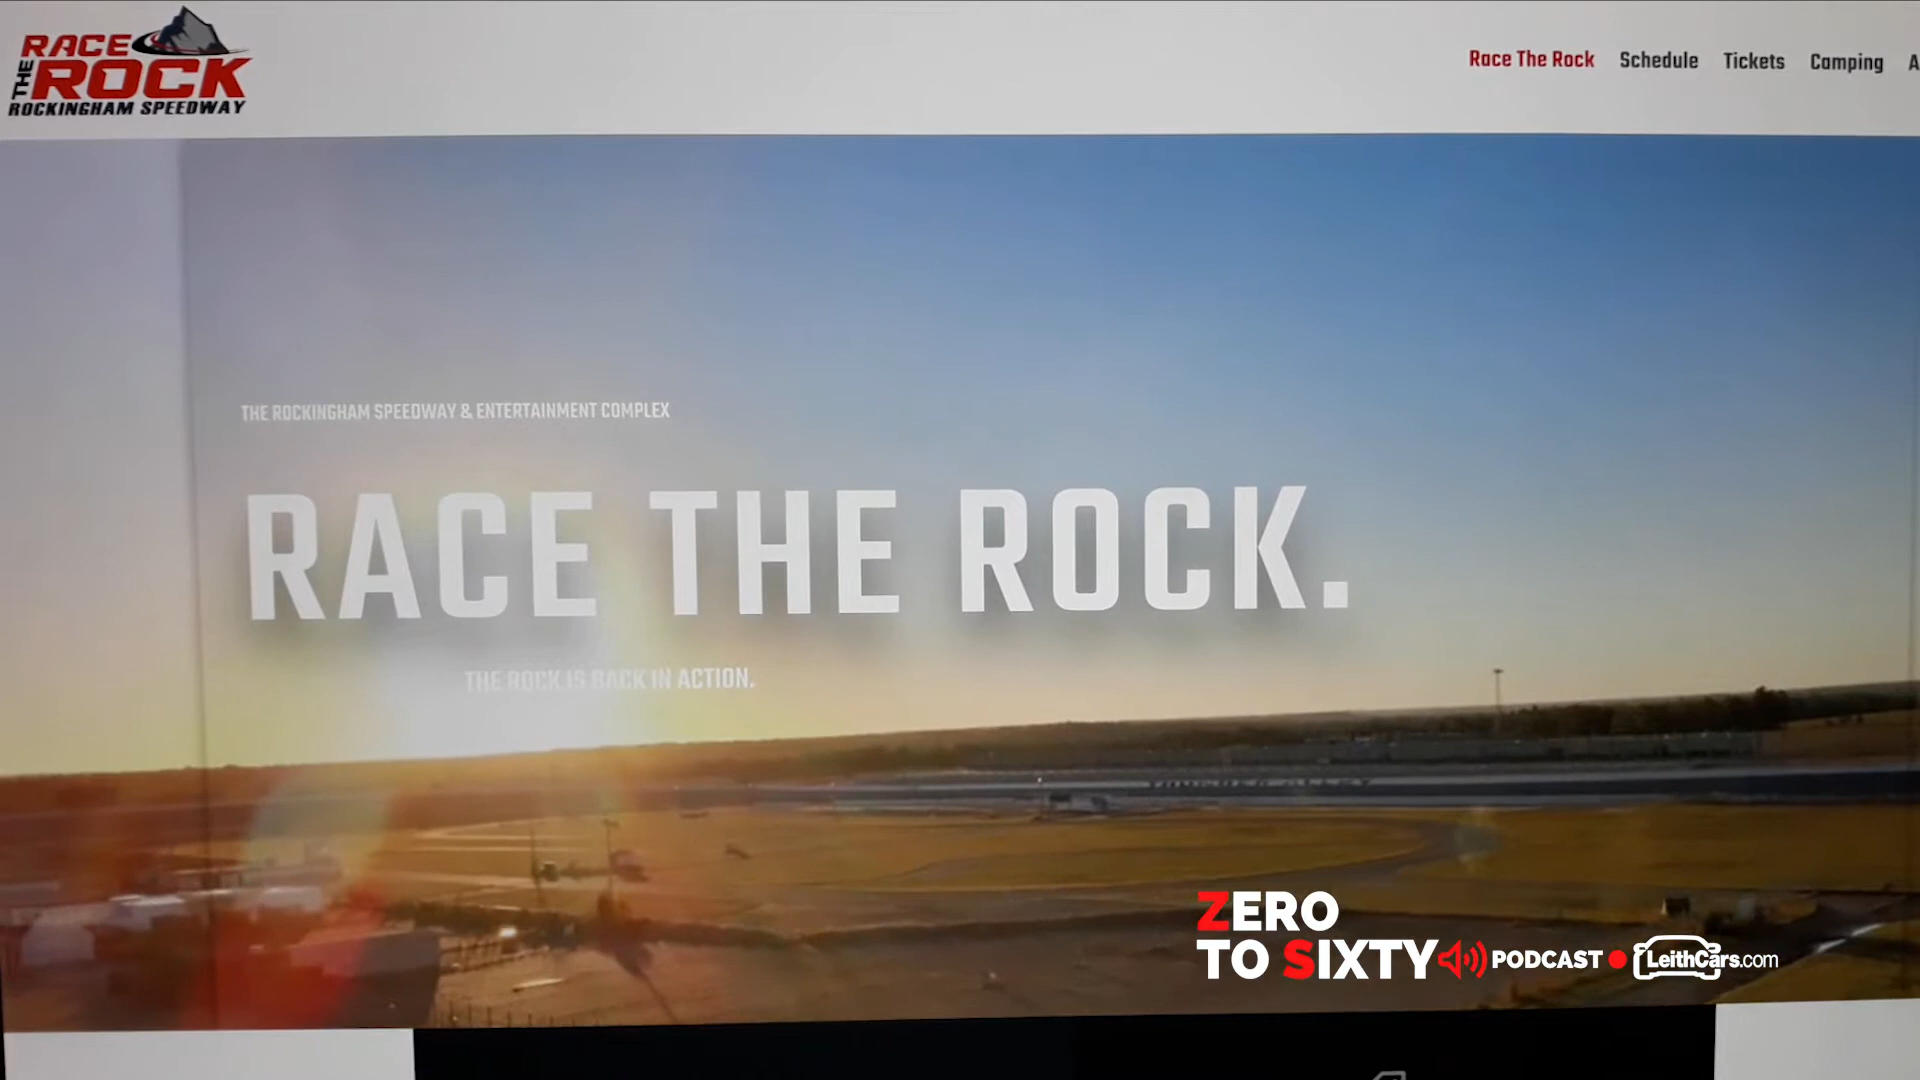 RACE
THE
ROCK
ROCKINGHAM SPEEDWAY
Race The Rock Schedule Tickets Camping A
THE ROCKINGHAM SPEEDWAY & ENTERTAINMENT COMPLEX
RACE THE ROCK.
THE ROCK IS BACK IN ACTION.
ZERO
TO SIXTY PODCAST LeithCars.com